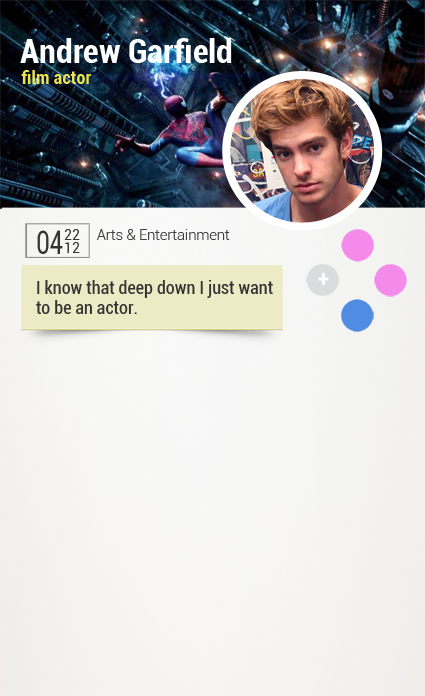 Andrew Garfield
film actor
04 22
12
Arts & Entertainment
+
I know that deep down I just want
to be an actor.